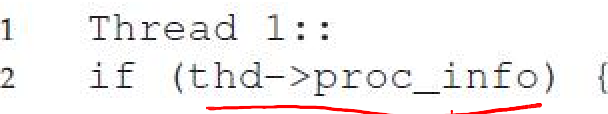 1 Thread 1::
2 if (thd->proc_info) {